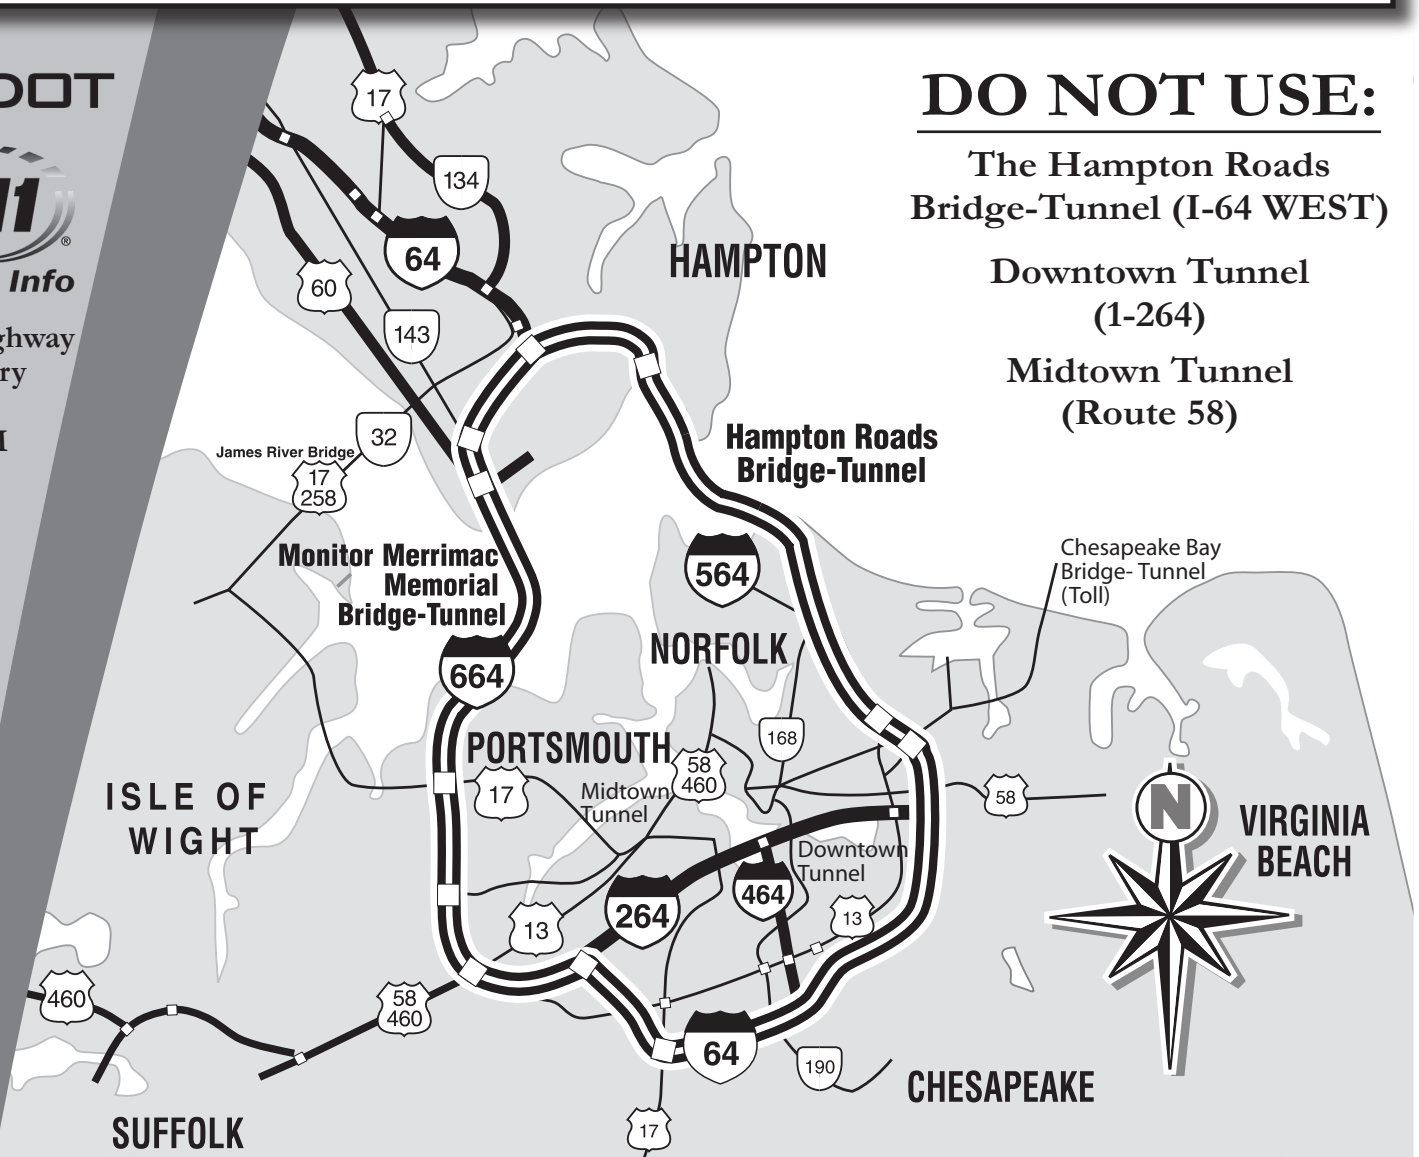 DOT
11
®
Info
ghway
ry
DO NOT USE:
The Hampton Roads
Bridge-Tunnel (I-64 WEST)
Downtown Tunnel
(1-264)
Midtown Tunnel
(Route 58)
17
134
64
HAMPTON
60
143
32
James River Bridge
17
258
Hampton Roads
Bridge-Tunnel
Monitor Merrimac
Memorial
Bridge-Tunnel
564
Chesapeake Bay
Bridge- Tunnel
(Toll)
NORFOLK
664
PORTSMOUTH
168
58
460
17
Midtown
Tunnel
58
ISLE OF
WIGHT
N
VIRGINIA
BEACH
Downtown
Tunnel
464
264
13
13
460
58
460
64
190
CHESAPEAKE
SUFFOLK
17